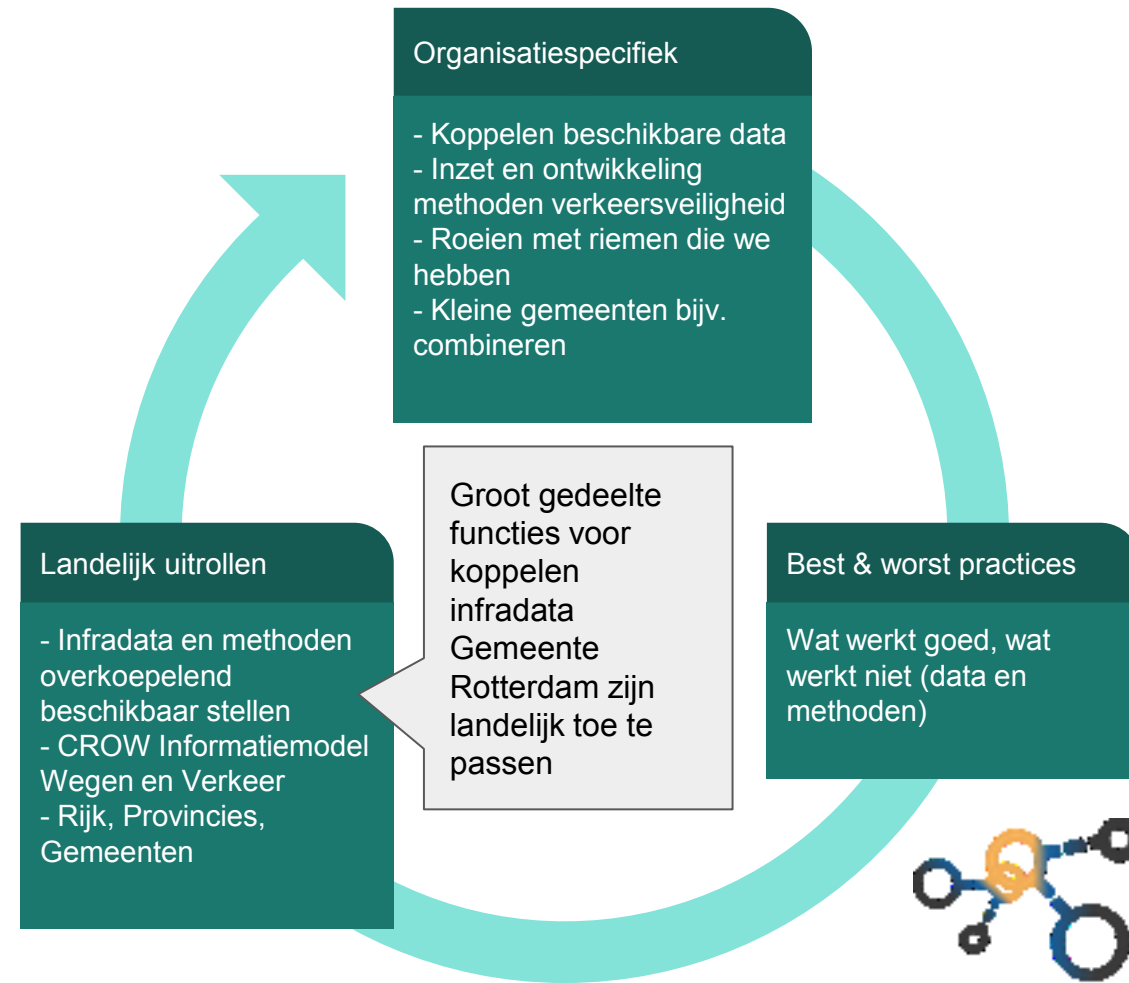 Organisatiespecifiek
- Koppelen beschikbare data
- Inzet en ontwikkeling
methoden verkeersveiligheid
- Roeien met riemen die we
hebben
- Kleine gemeenten bijv.
combineren
Groot gedeelte
functies voor
koppelen
infradata
Gemeente
Rotterdam zijn
landelijk toe te
passen
Landelijk uitrollen
- Infradata en methoden
overkoepelend
beschikbaar stellen
- CROW Informatiemodel
Wegen en Verkeer
- Rijk, Provincies,
Gemeenten
Best & worst practices
Wat werkt goed, wat
werkt niet (data en
methoden)